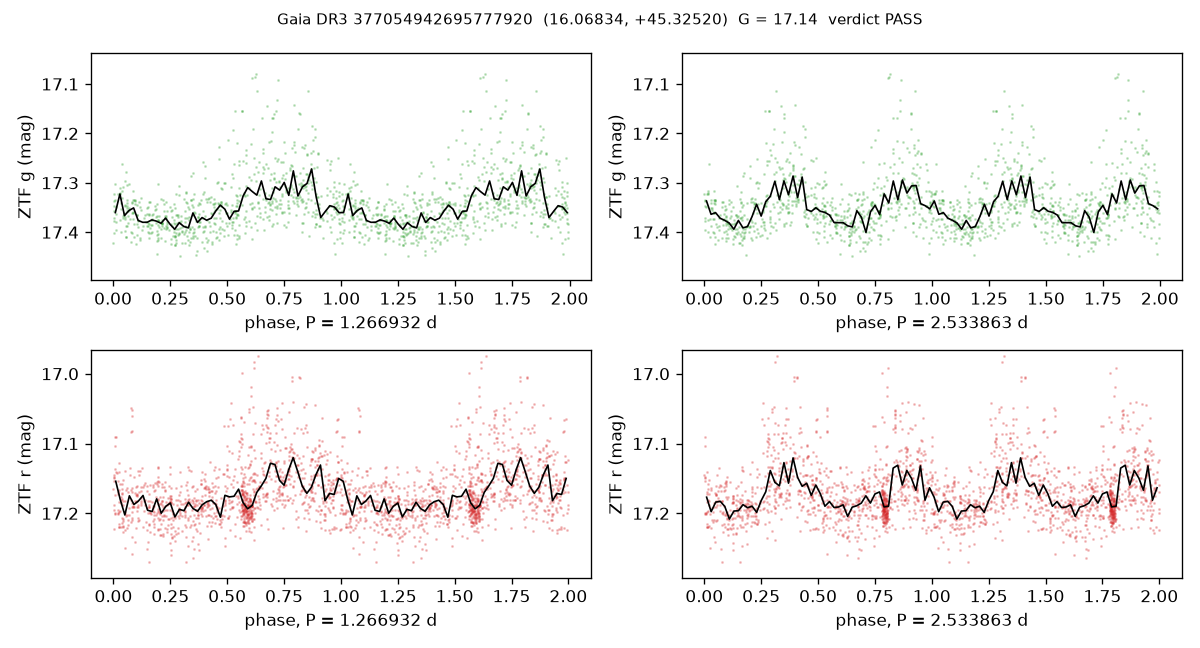 Gaia DR3 377054942695777920 (16.06834, +45.32520) G = 17.14 verdict PASS
ZTF g (mag)
17.1
17.2
17.3
17.4
0.00 0.25 0.50 0.75 1.00 1.25 1.50 1.75 2.00
phase, P = 1.266932 d
ZTF g (mag)
17.1
17.2
17.3
17.4
0.00 0.25 0.50 0.75 1.00 1.25 1.50 1.75 2.00
phase, P = 2.533863 d
ZTF r (mag)
17.0
17.1
17.2
0.00 0.25 0.50 0.75 1.00 1.25 1.50 1.75 2.00
phase, P = 1.266932 d
ZTF r (mag)
17.0
17.1
17.2
0.00 0.25 0.50 0.75 1.00 1.25 1.50 1.75 2.00
phase, P = 2.533863 d